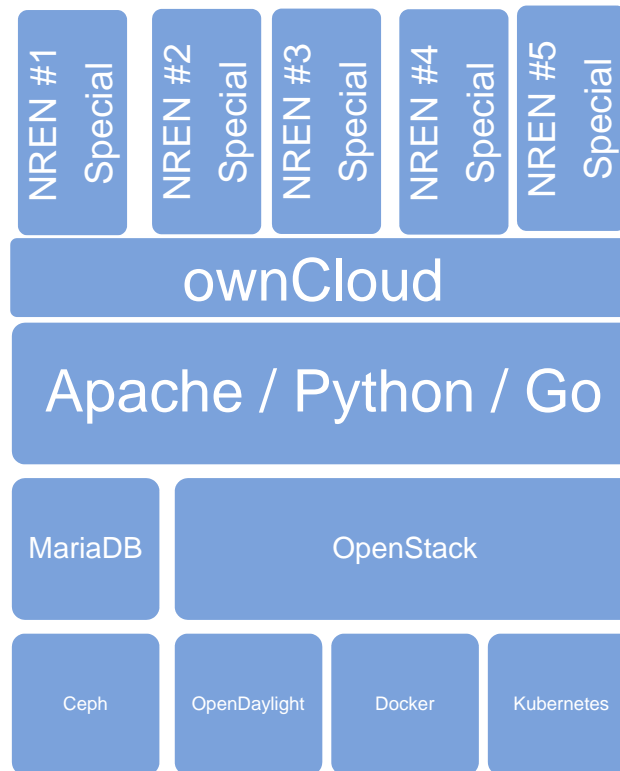 NREN #1
Special
NREN #2
Special
NREN #3
Special
NREN #4
Special
NREN #5
Special
ownCloud
Apache / Python / Go
MariaDB
OpenStack
Ceph
OpenDaylight
Docker
Kubernetes